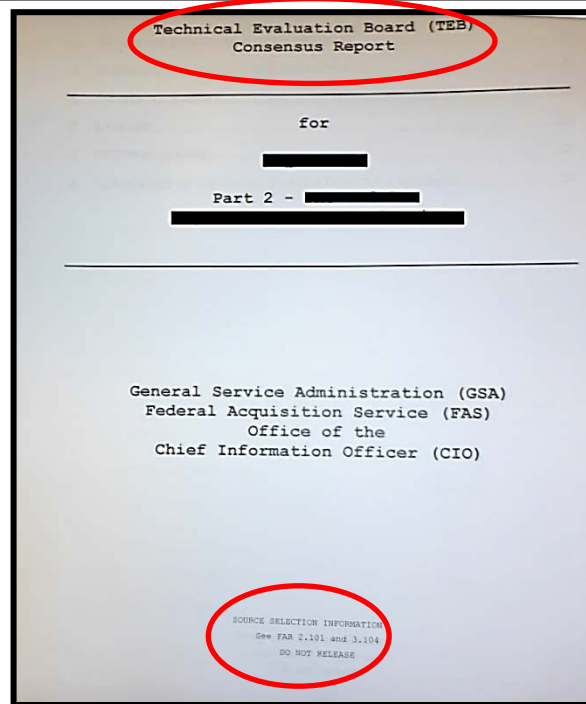 Technical Evaluation Board (TEB)
Consensus Report
for
Part 2 -
General Service Administration (GSA)
Federal Acquisition Service (FAS)
Office of the
Chief Information Officer (CIO)
SOURCE SELECTION INFORMATION
See FAR 2.101 and 3.104
DO NOT RELEASE